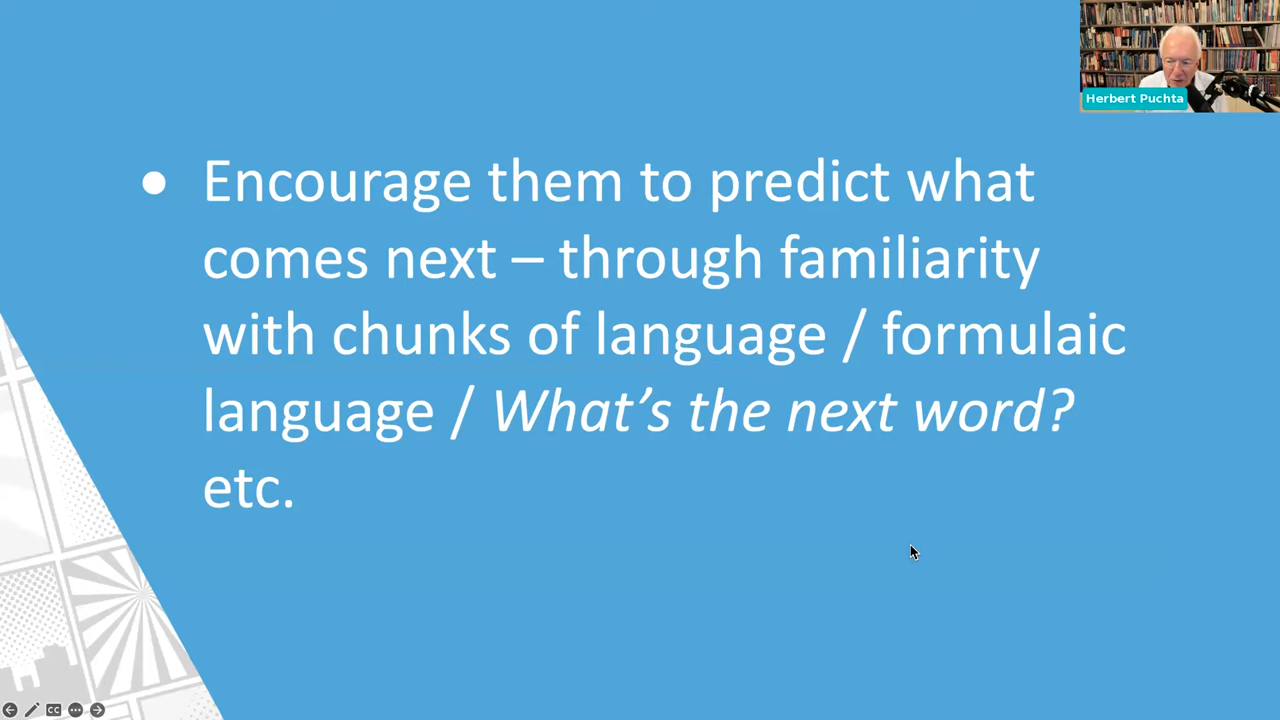 Herbert Puchta
● Encourage them to predict what
comes next – through familiarity
with chunks of language / formulaic
language / What's the next word?
etc.
CC